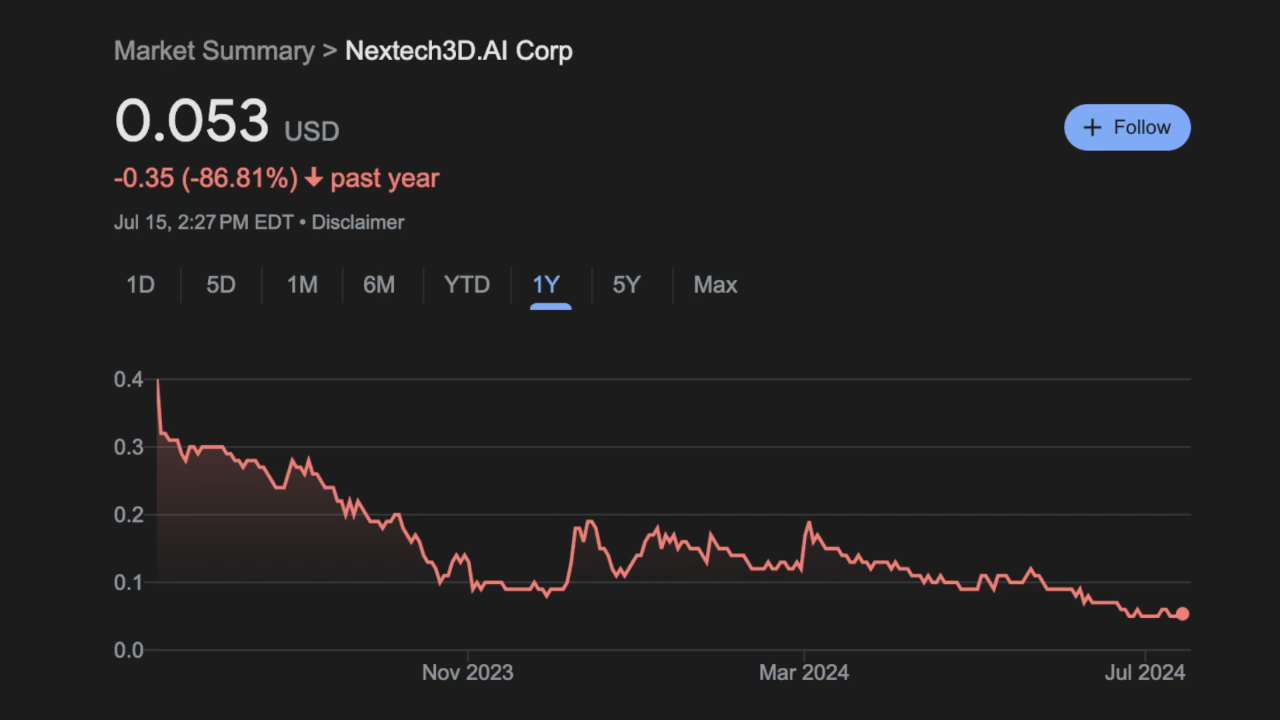 Market Summary > Nextech3D.AI Corp
0.053 USD
+ Follow
-0.35 (-86.81%) ↓ past year
Jul 15, 2:27 PM EDT • Disclaimer
1D 5D 1M 6M YTD 1Y 5Y Max
0.4
0.3
0.2
0.1
0.0
Nov 2023 Mar 2024 Jul 2024